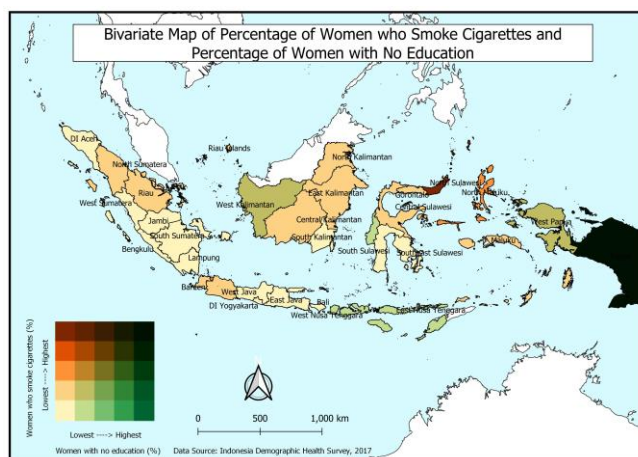 Bivariate Map of Percentage of Women who Smoke Cigarettes and
Percentage of Women with No Education
DI Aceh
North Sumatera
Riau Islands
Riau
West Sumatera
Jambi
South Sumatera
Bengkulu
Lampung
Banten
West Java
DI Yogyakarta
East Java
Bali
West Nusa Tenggara
East Nusa Tenggara
West Kalimantan
North Kalimantan
East Kalimantan
Central Kalimantan
South Kalimantan
North Sulawesi
Gorontalo
Central Sulawesi
South Sulawesi
Southeast Sulawesi
North Maluku
Maluku
West Papua
Women who smoke cigarettes (%)
Lowest ----> Highest
Lowest ----> Highest
Women with no education (%)
0 500 1,000 km
Data Source: Indonesia Demographic Health Survey, 2017